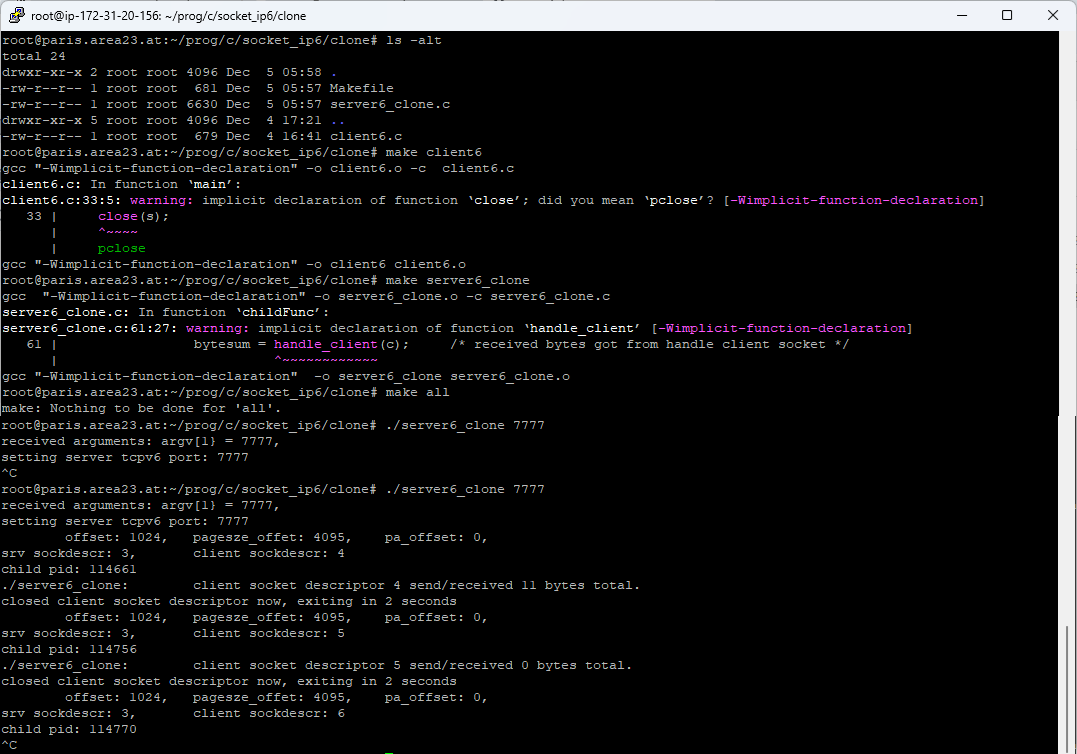 root@ip-172-31-20-156: ~/prog/c/socket_ip6/clone
root@paris.area23.at:~/prog/c/socket_ip6/clone# ls -alt
total 24
drwxr-xr-x 2 root root 4096 Dec  5 05:58 .
-rw-r--r-- 1 root root  681 Dec  5 05:57 Makefile
-rw-r--r-- 1 root root 6630 Dec  5 05:57 server6_clone.c
drwxr-xr-x 5 root root 4096 Dec  4 17:21 ..
-rw-r--r-- 1 root root  679 Dec  4 16:41 client6.c
root@paris.area23.at:~/prog/c/socket_ip6/clone# make client6
gcc "-Wimplicit-function-declaration" -o client6.o -c  client6.c
client6.c: In function ‘main’:
client6.c:33:5: warning: implicit declaration of function ‘close’; did you mean ‘pclose’? [-Wimplicit-function-declaration]
   33 |     close(s);
      |     ^~~~~
      |     pclose
gcc "-Wimplicit-function-declaration" -o client6 client6.o
root@paris.area23.at:~/prog/c/socket_ip6/clone# make server6_clone
gcc  "-Wimplicit-function-declaration" -o server6_clone.o -c server6_clone.c
server6_clone.c: In function ‘childFunc’:
server6_clone.c:61:27: warning: implicit declaration of function ‘handle_client’ [-Wimplicit-function-declaration]
   61 |                 bytesum = handle_client(c);     /* received bytes got from handle client socket */
      |                           ^~~~~~~~~~~~~
gcc "-Wimplicit-function-declaration"  -o server6_clone server6_clone.o
root@paris.area23.at:~/prog/c/socket_ip6/clone# make all
make: Nothing to be done for 'all'.
root@paris.area23.at:~/prog/c/socket_ip6/clone# ./server6_clone 7777
received arguments: argv[1} = 7777,
setting server tcpv6 port: 7777
^C
root@paris.area23.at:~/prog/c/socket_ip6/clone# ./server6_clone 7777
received arguments: argv[1} = 7777,
setting server tcpv6 port: 7777
        offset: 1024,   pagesze_offet: 4095,    pa_offset: 0,
srv sockdescr: 3,       client sockdescr: 4
child pid: 114661
./server6_clone:        client socket descriptor 4 send/received 11 bytes total.
closed client socket descriptor now, exiting in 2 seconds
        offset: 1024,   pagesze_offet: 4095,    pa_offset: 0,
srv sockdescr: 3,       client sockdescr: 5
child pid: 114756
./server6_clone:        client socket descriptor 5 send/received 0 bytes total.
closed client socket descriptor now, exiting in 2 seconds
        offset: 1024,   pagesze_offet: 4095,    pa_offset: 0,
srv sockdescr: 3,       client sockdescr: 6
child pid: 114770
^C